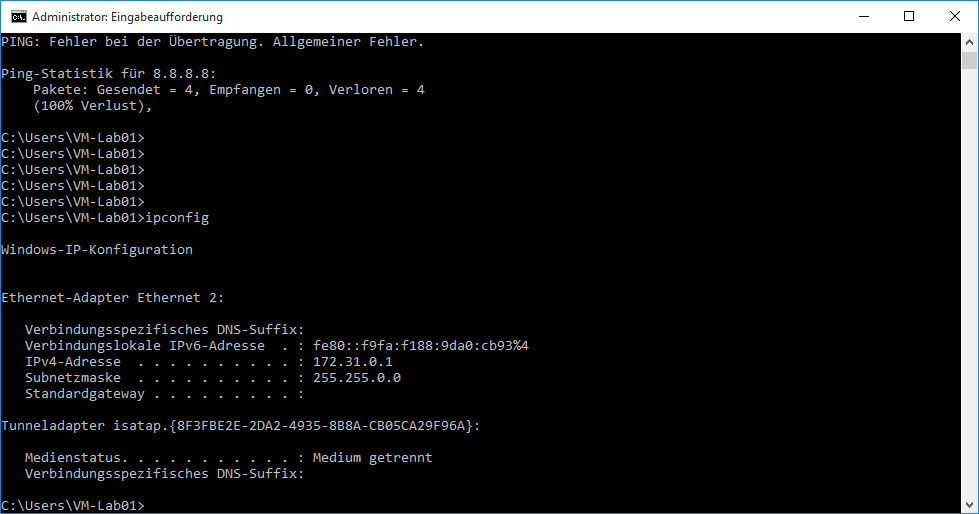 Administrator: Eingabeaufforderung
PING: Fehler bei der Übertragung. Allgemeiner Fehler.
Ping-Statistik für 8.8.8.8:
    Pakete: Gesendet = 4, Empfangen = 0, Verloren = 4
    (100% Verlust),
C:\Users\VM-Lab01>
C:\Users\VM-Lab01>
C:\Users\VM-Lab01>
C:\Users\VM-Lab01>
C:\Users\VM-Lab01>
C:\Users\VM-Lab01>ipconfig
Windows-IP-Konfiguration
Ethernet-Adapter Ethernet 2:
   Verbindungsspezifisches DNS-Suffix:
   Verbindungslokale IPv6-Adresse  . : fe80::f9fa:f188:9da0:cb93%4
   IPv4-Adresse  . . . . . . . . . . : 172.31.0.1
   Subnetzmaske  . . . . . . . . . . : 255.255.0.0
   Standardgateway . . . . . . . . . :
Tunneladapter isatap.{8F3FBE2E-2DA2-4935-8B8A-CB05CA29F96A}:
   Medienstatus. . . . . . . . . . . : Medium getrennt
   Verbindungsspezifisches DNS-Suffix:
C:\Users\VM-Lab01>